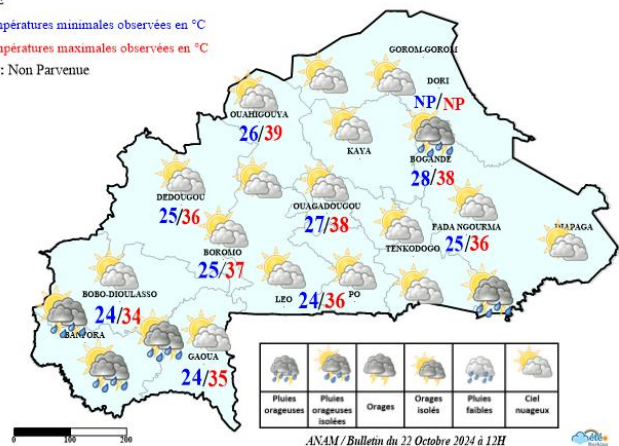 mpératures minimales observées en °C
mpératures maximales observées en °C
: Non Parvenue
GOROM-GOROM
DORI
NP/NP
OUAHIGOUYA
26/39
KAYA
BOGANDE
28/38
DEDOUGOU
25/36
OUAGADOUGOU
27/38
FADA NGOURMA
25/36
DIAPAGA
TENKODOGO
BOROMO
25/37
BOBO-DIOULASSO
24/34
LEO
24/36
PO
BANFORA
GAOUA
24/35
Pluies orageuses
Pluies orageuses isolées
Orages
Orages isolés
Pluies faibles
Ciel nuageux
0 100 200
ANAM / Bulletin du 22 Octobre 2024 à 12H